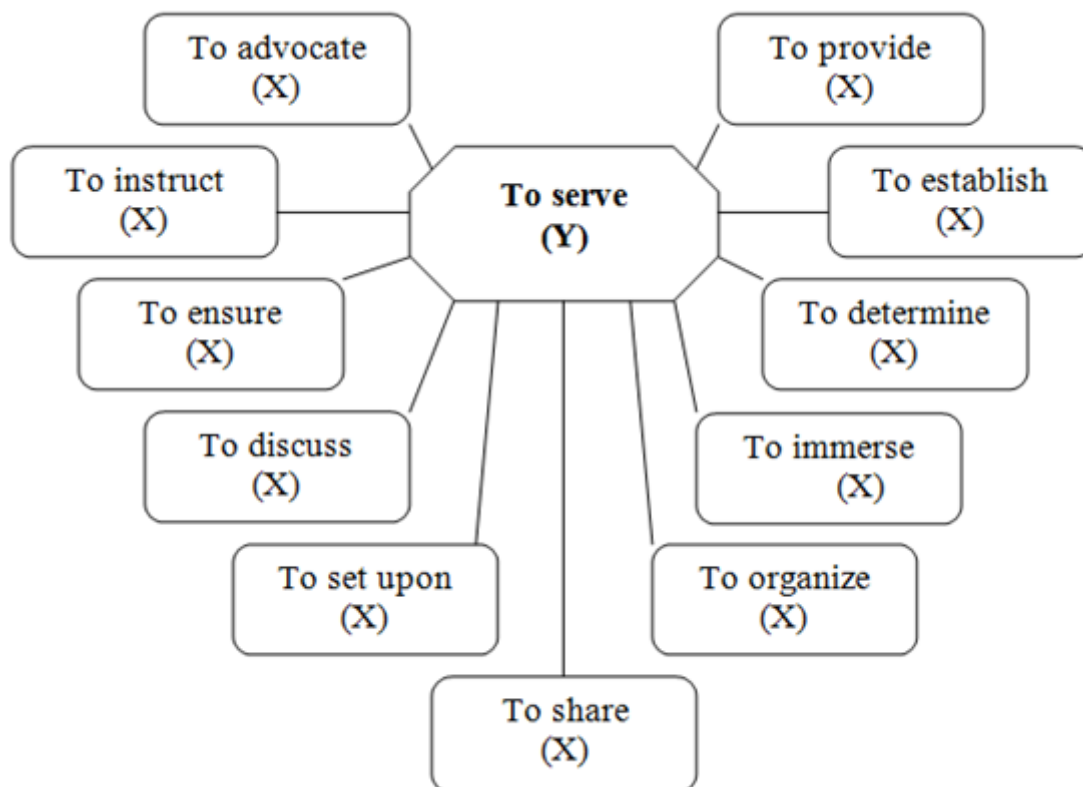 To advocate
(X)
To provide
(X)
To instruct
(X)
To serve
(Y)
To establish
(X)
To ensure
(X)
To determine
(X)
To discuss
(X)
To immerse
(X)
To set upon
(X)
To organize
(X)
To share
(X)